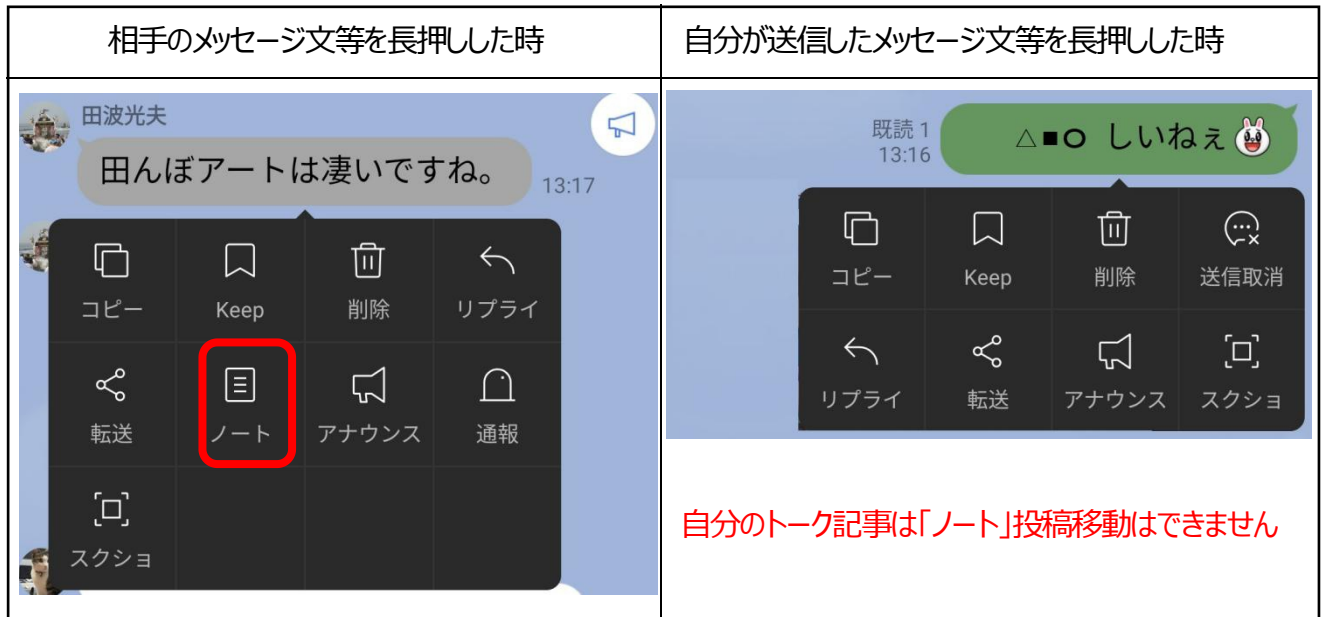 相手のメッセージ文等を長押しした時
自分が送信したメッセージ文等を長押しした時
田波光夫
田んぼアートは凄いですね。
13:17
コピー Keep 削除 リプライ
転送 ノート アナウンス 通報
スクショ
既読 1
13:16
△■○ しいねぇ
コピー Keep 削除 送信取消
リプライ 転送 アナウンス スクショ
自分のトーク記事は「ノート」投稿移動はできません